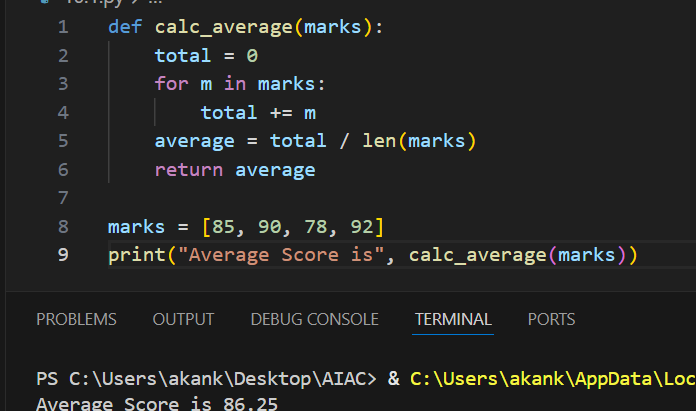 1 def calc_average(marks):
2     total = 0
3     for m in marks:
4         total += m
5     average = total / len(marks)
6     return average
7
8 marks = [85, 90, 78, 92]
9 print("Average Score is", calc_average(marks))
PROBLEMS OUTPUT DEBUG CONSOLE TERMINAL PORTS
PS C:\Users\akank\Desktop\AIAC> & C:\Users\akank\AppData\Loc
Average Score is 86.25